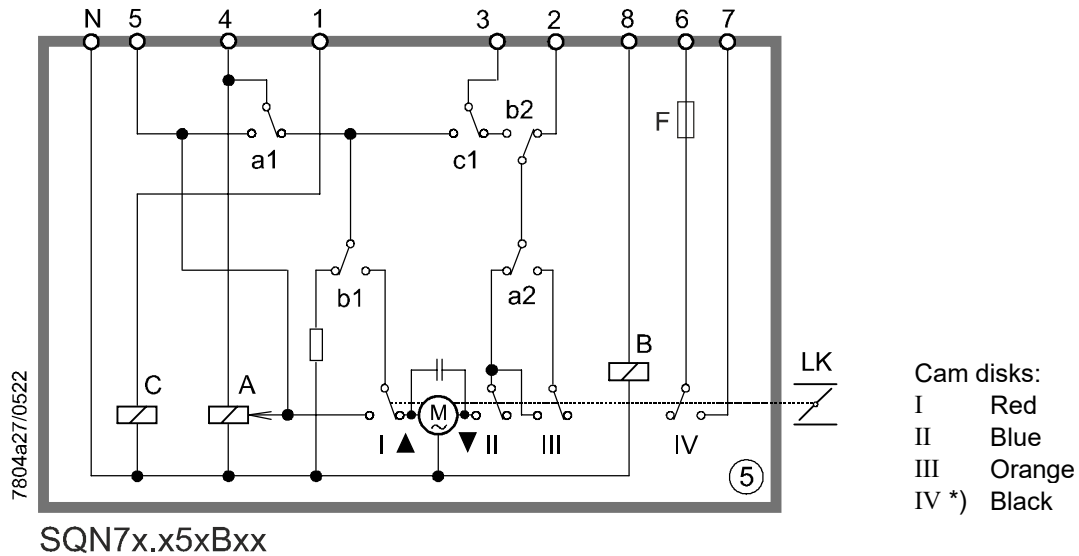 N 5 4 1 3 2 8 6 7
b2
F
a1 c1
b1 a2
B
LK
C A
M
~
I II III IV
5
7804a27/0522
SQN7x.x5xBxx
Cam disks:
I Red
II Blue
III Orange
IV *) Black